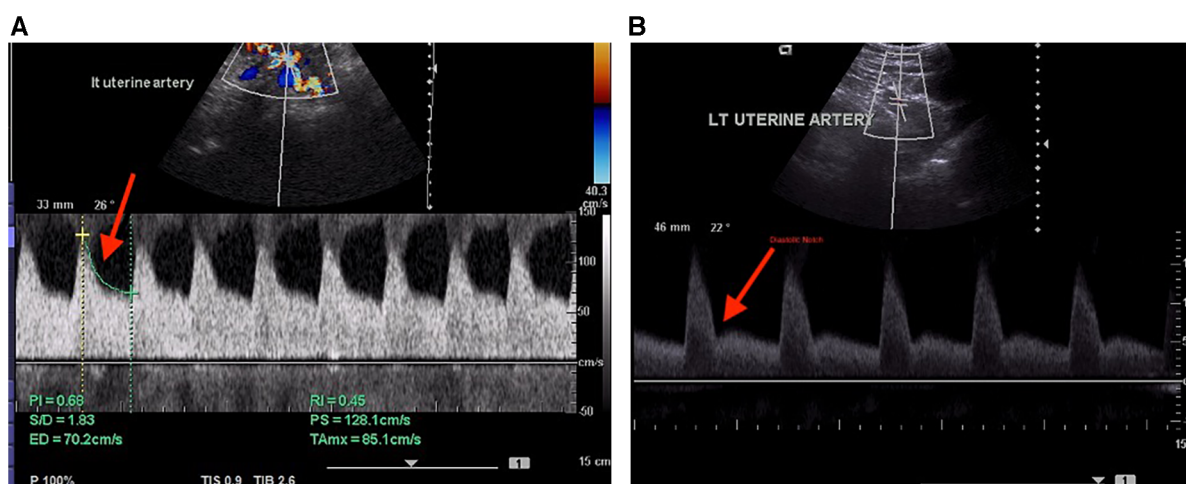 A
lt uterine artery
40.3
cm/s
33 mm 26 °
150
100
50
cm/s
-50
PI = 0.68 RI = 0.45
S/D = 1.83 PS = 128.1cm/s
ED = 70.2cm/s TAmx = 85.1cm/s
1
15 cm
P 100% TIS 0.9 TIB 2.6
B
LT UTERINE ARTERY
46 mm 22 °
Diastolic Notch
15
1